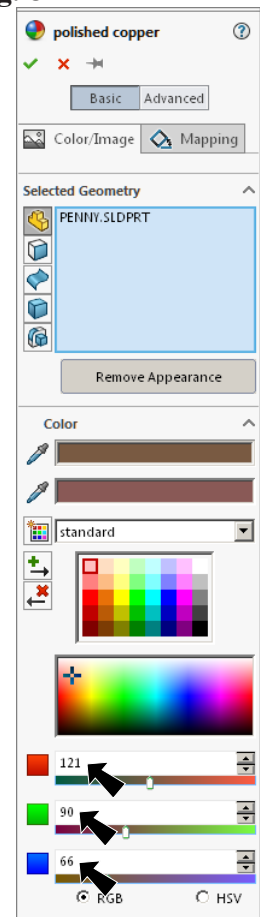 polished copper
Basic Advanced
Color/Image Mapping
Selected Geometry
PENNY.SLDPRT
Remove Appearance
Color
standard
121
90
66
RGB HSV